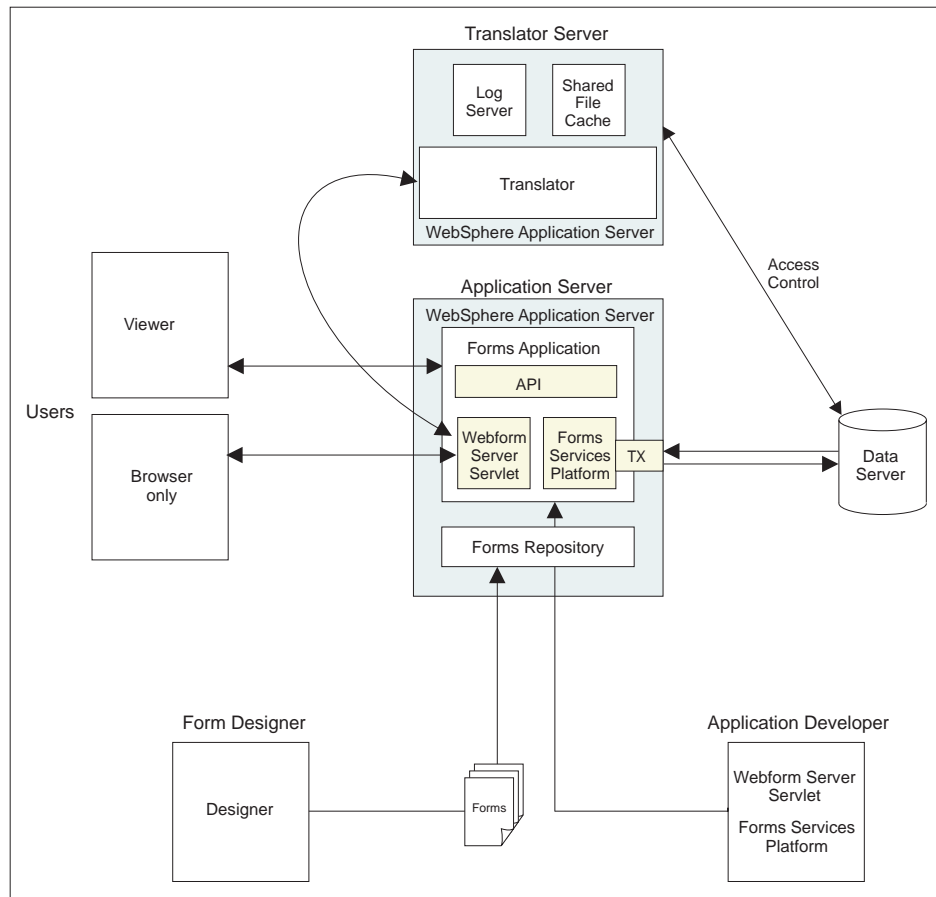 Translator Server
Log
Server
Shared
File
Cache
Translator
WebSphere Application Server
Access
Control
Application Server
WebSphere Application Server
Viewer
Forms Application
API
Users
Browser
only
Webform
Server
Servlet
Forms
Services
Platform
TX
Data
Server
Forms Repository
Form Designer
Designer
Forms
Application Developer
Webform Server
Servlet
Forms Services
Platform